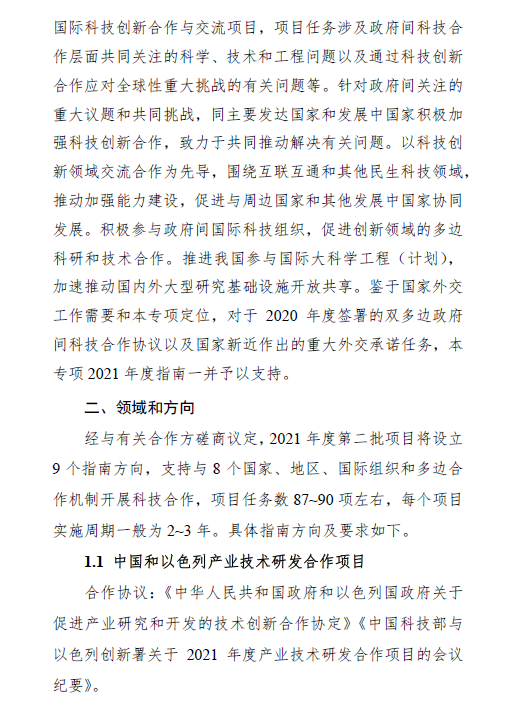 国际科技创新合作与交流项目，项目任务涉及政府间科技合
作层面共同关注的科学、技术和工程问题以及通过科技创新
合作应对全球性重大挑战的有关问题等。针对政府间关注的
重大议题和共同挑战，同主要发达国家和发展中国家积极加
强科技创新合作，致力于共同推动解决有关问题。以科技创
新领域交流合作为先导，围绕互联互通和其他民生科技领域，
推动加强能力建设，促进与周边国家和其他发展中国家协同
发展。积极参与政府间国际科技组织，促进创新领域的多边
科研和技术合作。推进我国参与国际大科学工程（计划），
加速推动国内外大型研究基础设施开放共享。鉴于国家外交
工作需要和本专项定位，对于 2020 年度签署的双多边政府
间科技合作协议以及国家新近作出的重大外交承诺任务，本
专项 2021 年度指南一并予以支持。
二、领域和方向
经与有关合作方磋商议定，2021 年度第二批项目将设立
9 个指南方向，支持与 8 个国家、地区、国际组织和多边合
作机制开展科技合作，项目任务数 87~90 项左右，每个项目
实施周期一般为 2~3 年。具体指南方向及要求如下。
1.1 中国和以色列产业技术研发合作项目
合作协议：《中华人民共和国政府和以色列国政府关于
促进产业研究和开发的技术创新合作协定》《中国科技部与
以色列创新署关于 2021 年度产业技术研发合作项目的会议
纪要》。